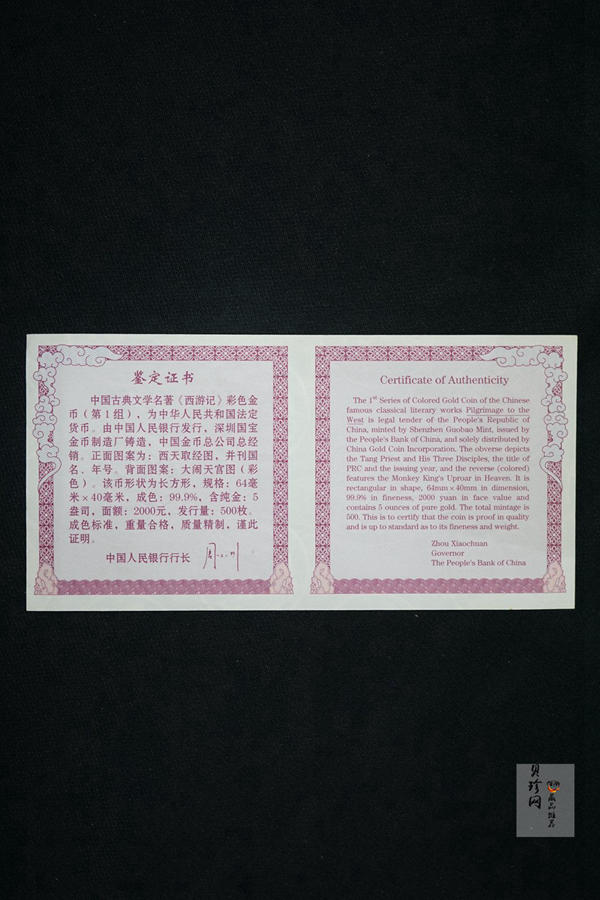 鉴定证书
中国古典文学名著《西游记》彩色金
币（第1组），为中华人民共和国法定
货币。由中国人民银行发行，深圳国宝
金币制造厂铸造，中国金币总公司总经
销。正面图案为：西天取经图，并刊国
名、年号。背面图案：大闹天宫图（彩
色）。该币形状为长方形，规格：64毫
米×40毫米，成色：99.9%，含纯金：5
盎司，面额：2000元，发行量：500枚。
成色标准，重量合格，质量精制，谨此
证明。
中国人民银行行长
Certificate of Authenticity
The 1st Series of Colored Gold Coin of the Chinese
famous classical literary works Pilgrimage to the
West is legal tender of the People's Republic of
China, minted by Shenzhen Guobao Mint, issued by
the People's Bank of China, and solely distributed by
China Gold Coin Incorporation. The obverse depicts
the Tang Priest and His Three Disciples, the title of
PRC and the issuing year, and the reverse (colored)
features the Monkey King's Uproar in Heaven. It is
rectangular in shape, 64mm×40mm in dimension,
99.9% in fineness, 2000 yuan in face value and
contains 5 ounces of pure gold. The total mintage is
500. This is to certify that the coin is proof in quality
and is up to standard as to its fineness and weight.
Zhou Xiaochuan
Governor
The People's Bank of China
贝珍网